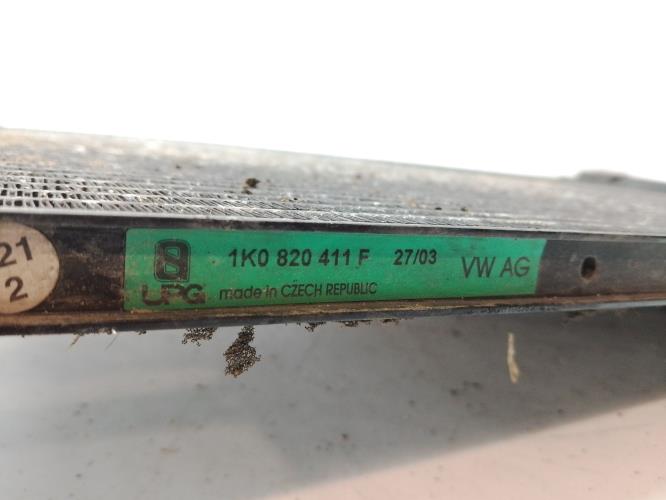 21
2
1K0 820 411 F 27/03 VW AG
UPG made in CZECH REPUBLIC